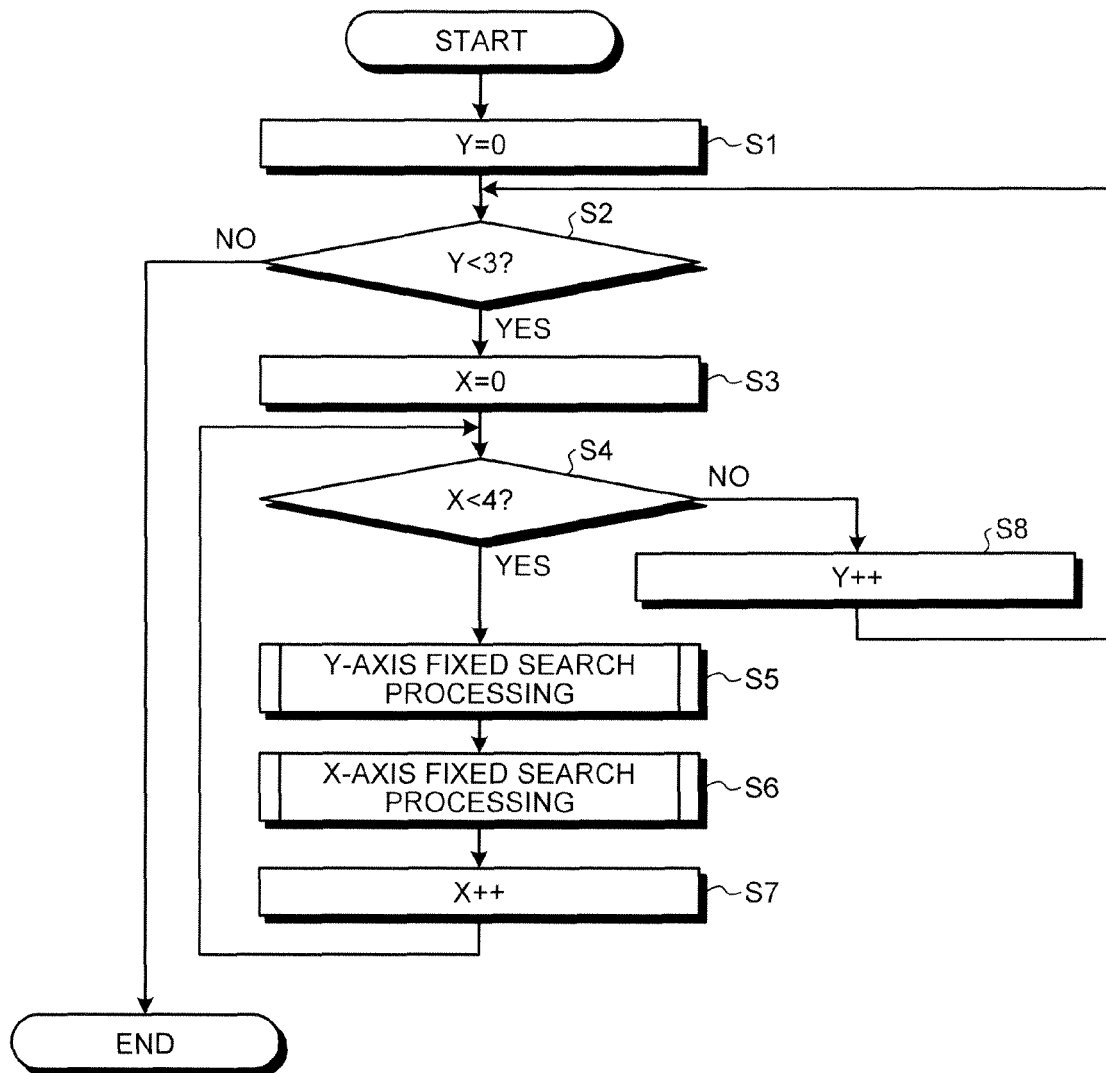 START
Y=0
S1
S2
NO
Y<3?
YES
X=0
S3
S4
NO
X<4?
YES
S8
Y++
Y-AXIS FIXED SEARCH
PROCESSING
S5
X-AXIS FIXED SEARCH
PROCESSING
S6
X++
S7
END